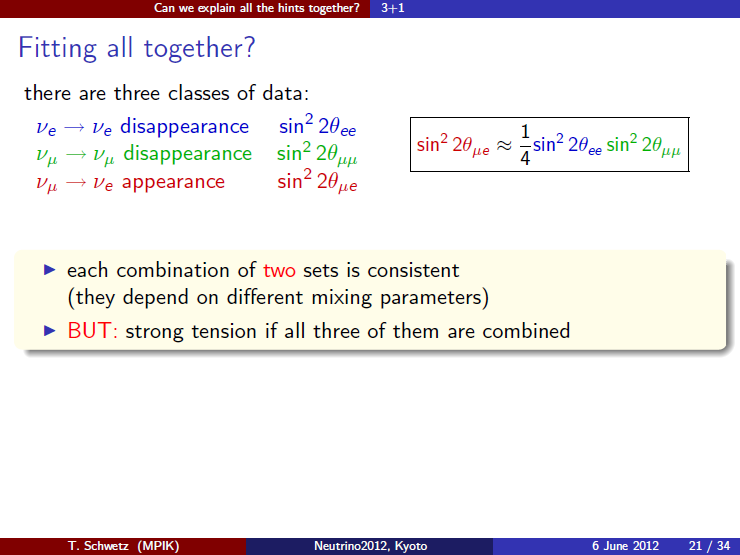 Can we explain all the hints together? 3+1
Fitting all together?
there are three classes of data:
νe → νe disappearance sin² 2θee
νμ → νμ disappearance sin² 2θμμ
νμ → νe appearance sin² 2θμe
sin² 2θμe ≈ 1/4 sin² 2θee sin² 2θμμ
▶ each combination of two sets is consistent
(they depend on different mixing parameters)
▶ BUT: strong tension if all three of them are combined
T. Schwetz (MPIK) Neutrino2012, Kyoto 6 June 2012 21 / 34